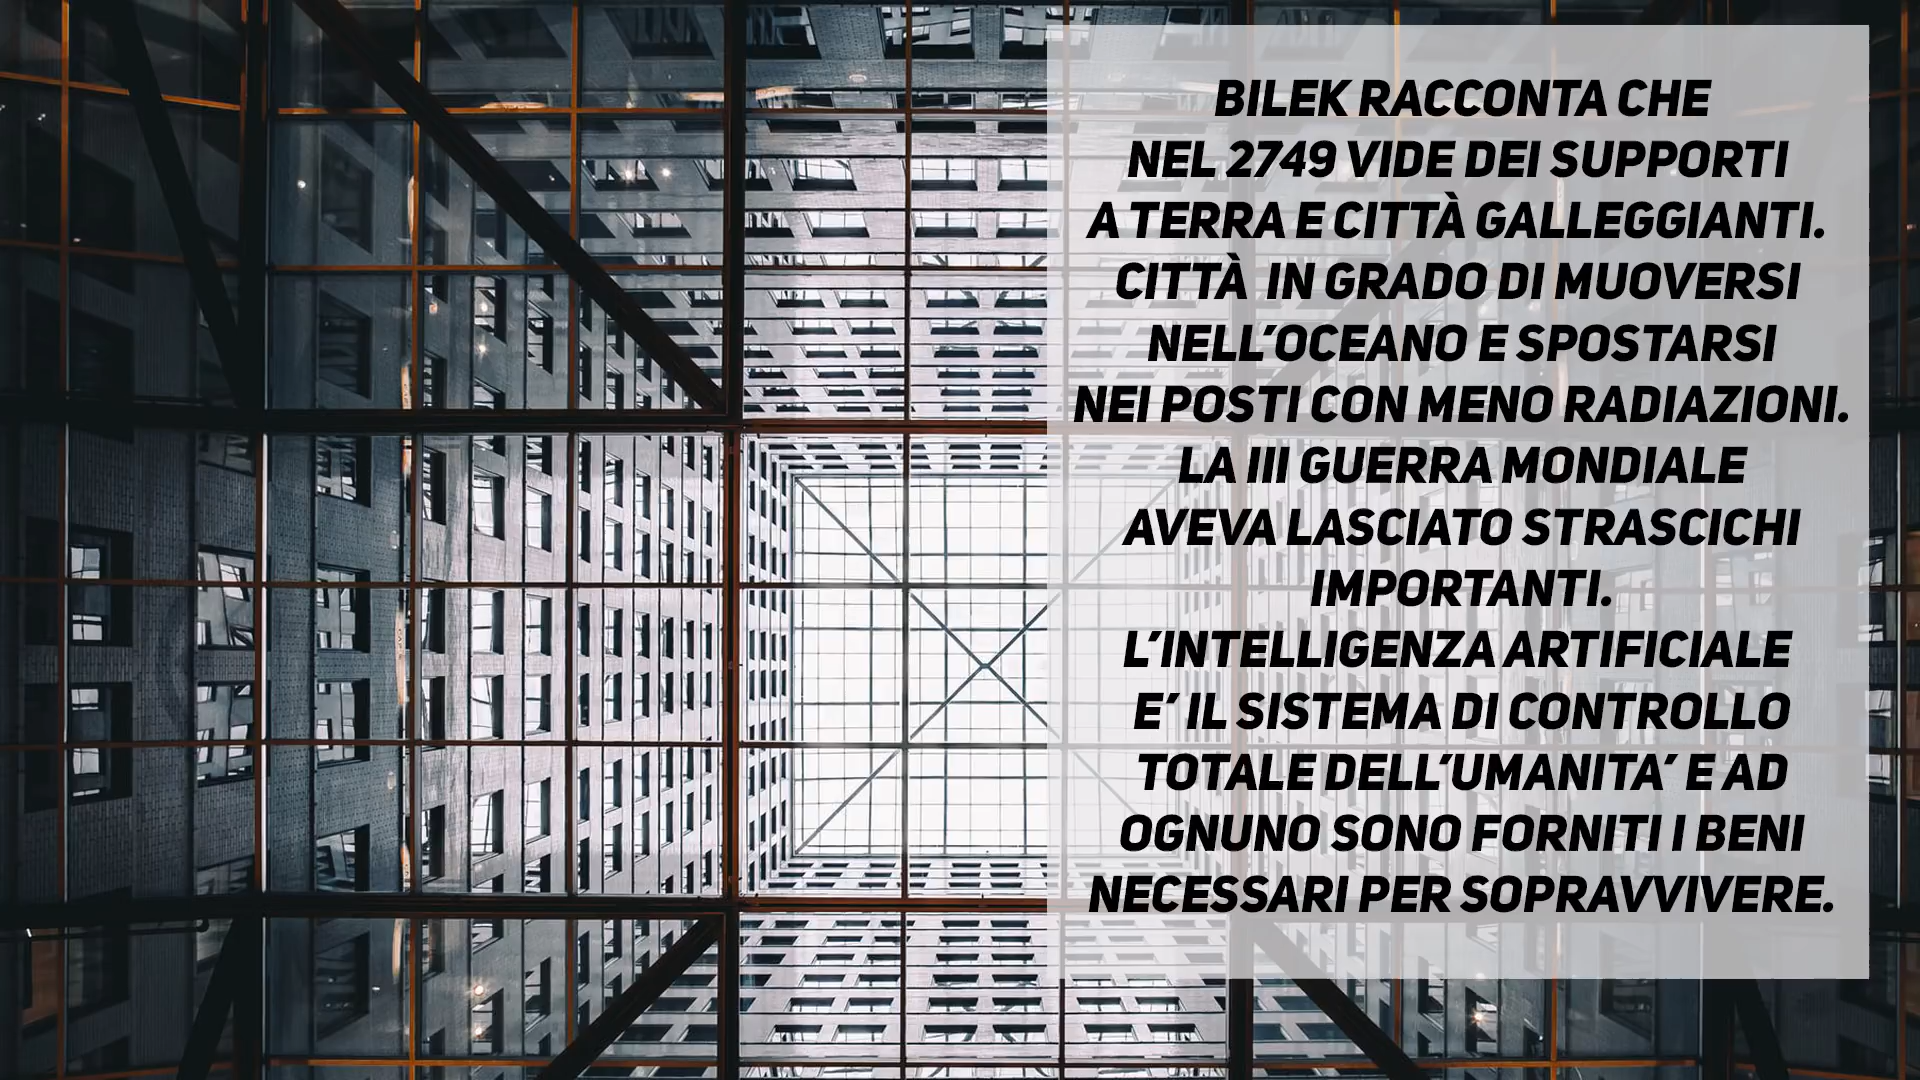 BILEK RACCONTA CHE
NEL 2749 VIDE DEI SUPPORTI
A TERRA E CITTÀ GALLEGGIANTI.
CITTÀ IN GRADO DI MUOVERSI
NELL'OCEANO E SPOSTARSI
NEI POSTI CON MENO RADIAZIONI.
LA III GUERRA MONDIALE
AVEVA LASCIATO STRASCICHI
IMPORTANTI.
L'INTELLIGENZA ARTIFICIALE
E' IL SISTEMA DI CONTROLLO
TOTALE DELL'UMANITA' E AD
OGNUNO SONO FORNITI I BENI
NECESSARI PER SOPRAVVIVERE.